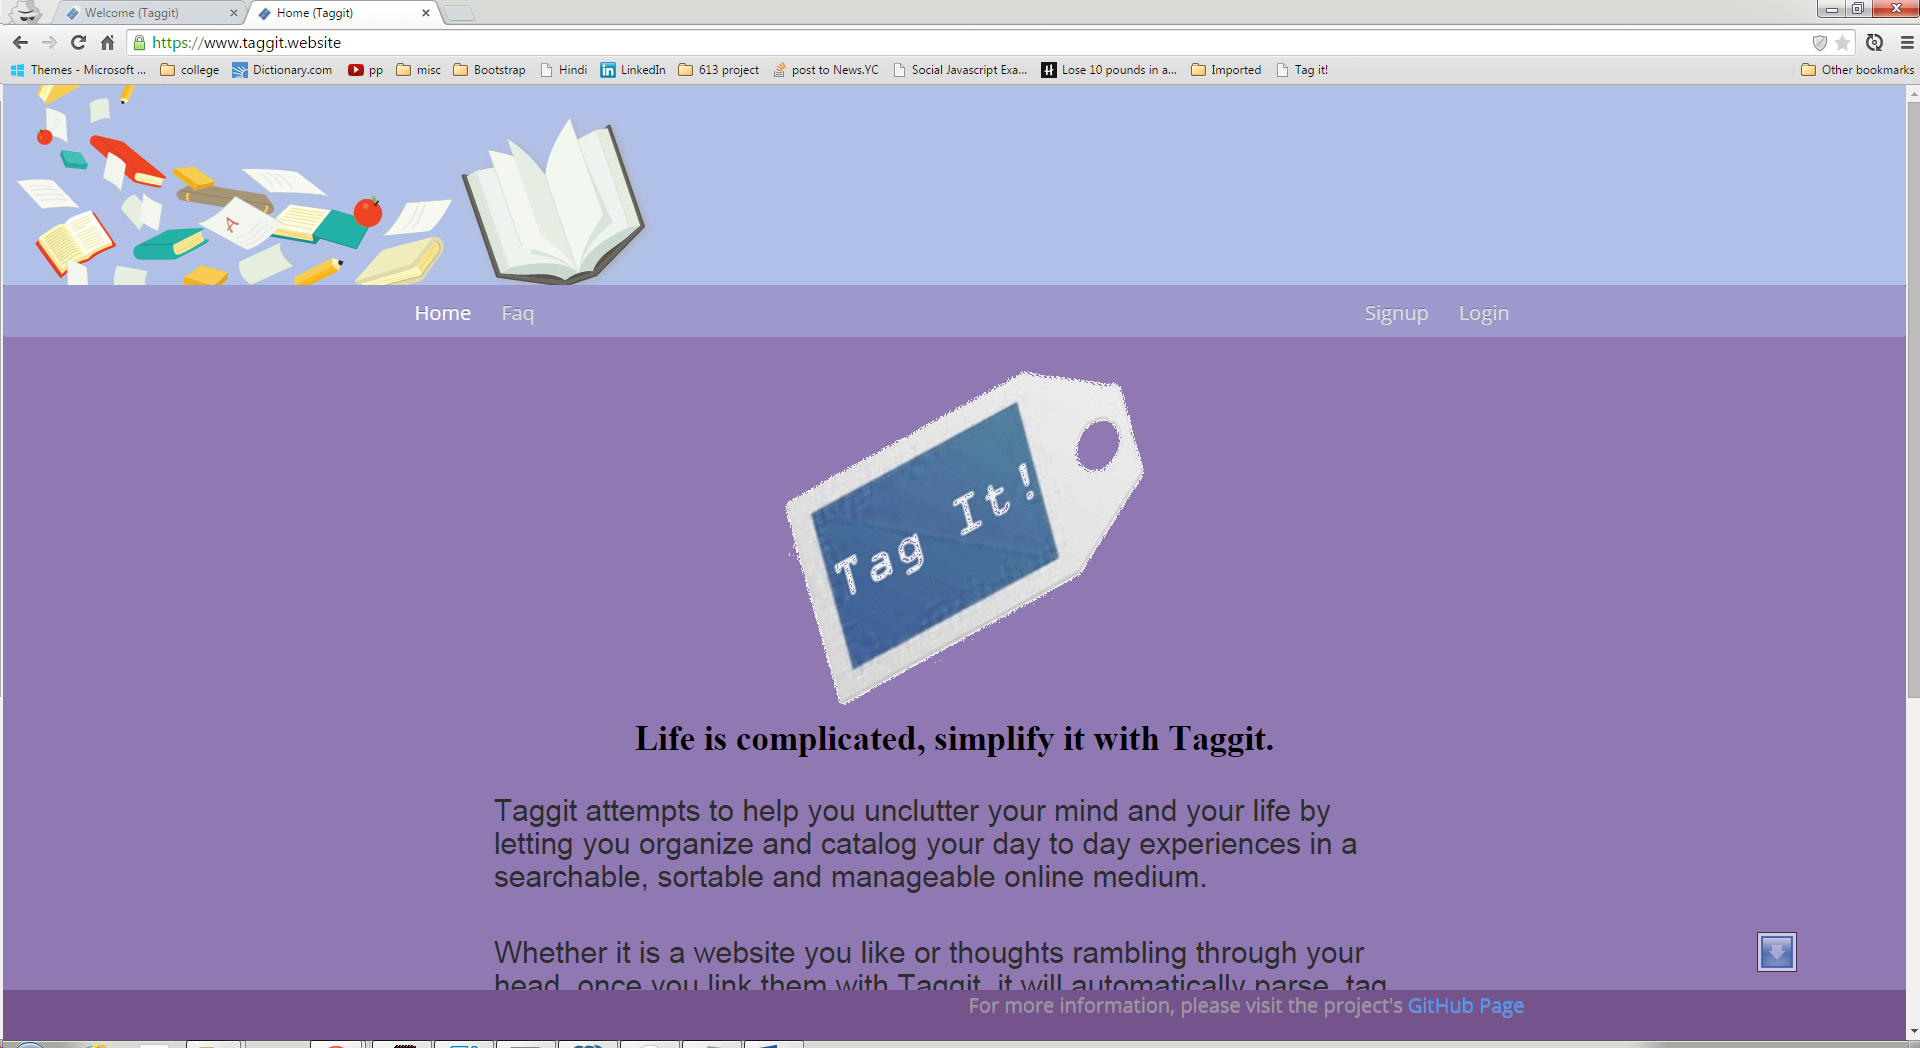 Welcome (Taggit)
Home (Taggit)
https://www.taggit.website
Themes - Microsoft ...
college
Dictionary.com
pp
misc
Bootstrap
Hindi
LinkedIn
613 project
post to News.YC
Social Javascript Exa...
Lose 10 pounds in a...
Imported
Tag it!
Other bookmarks
A
Home
Faq
Signup
Login
Tag It!
Life is complicated, simplify it with Taggit.
Taggit attempts to help you unclutter your mind and your life by
letting you organize and catalog your day to day experiences in a
searchable, sortable and manageable online medium.
Whether it is a website you like or thoughts rambling through your
head, once you link them with Taggit, it will automatically parse, tag
For more information, please visit the project's GitHub Page